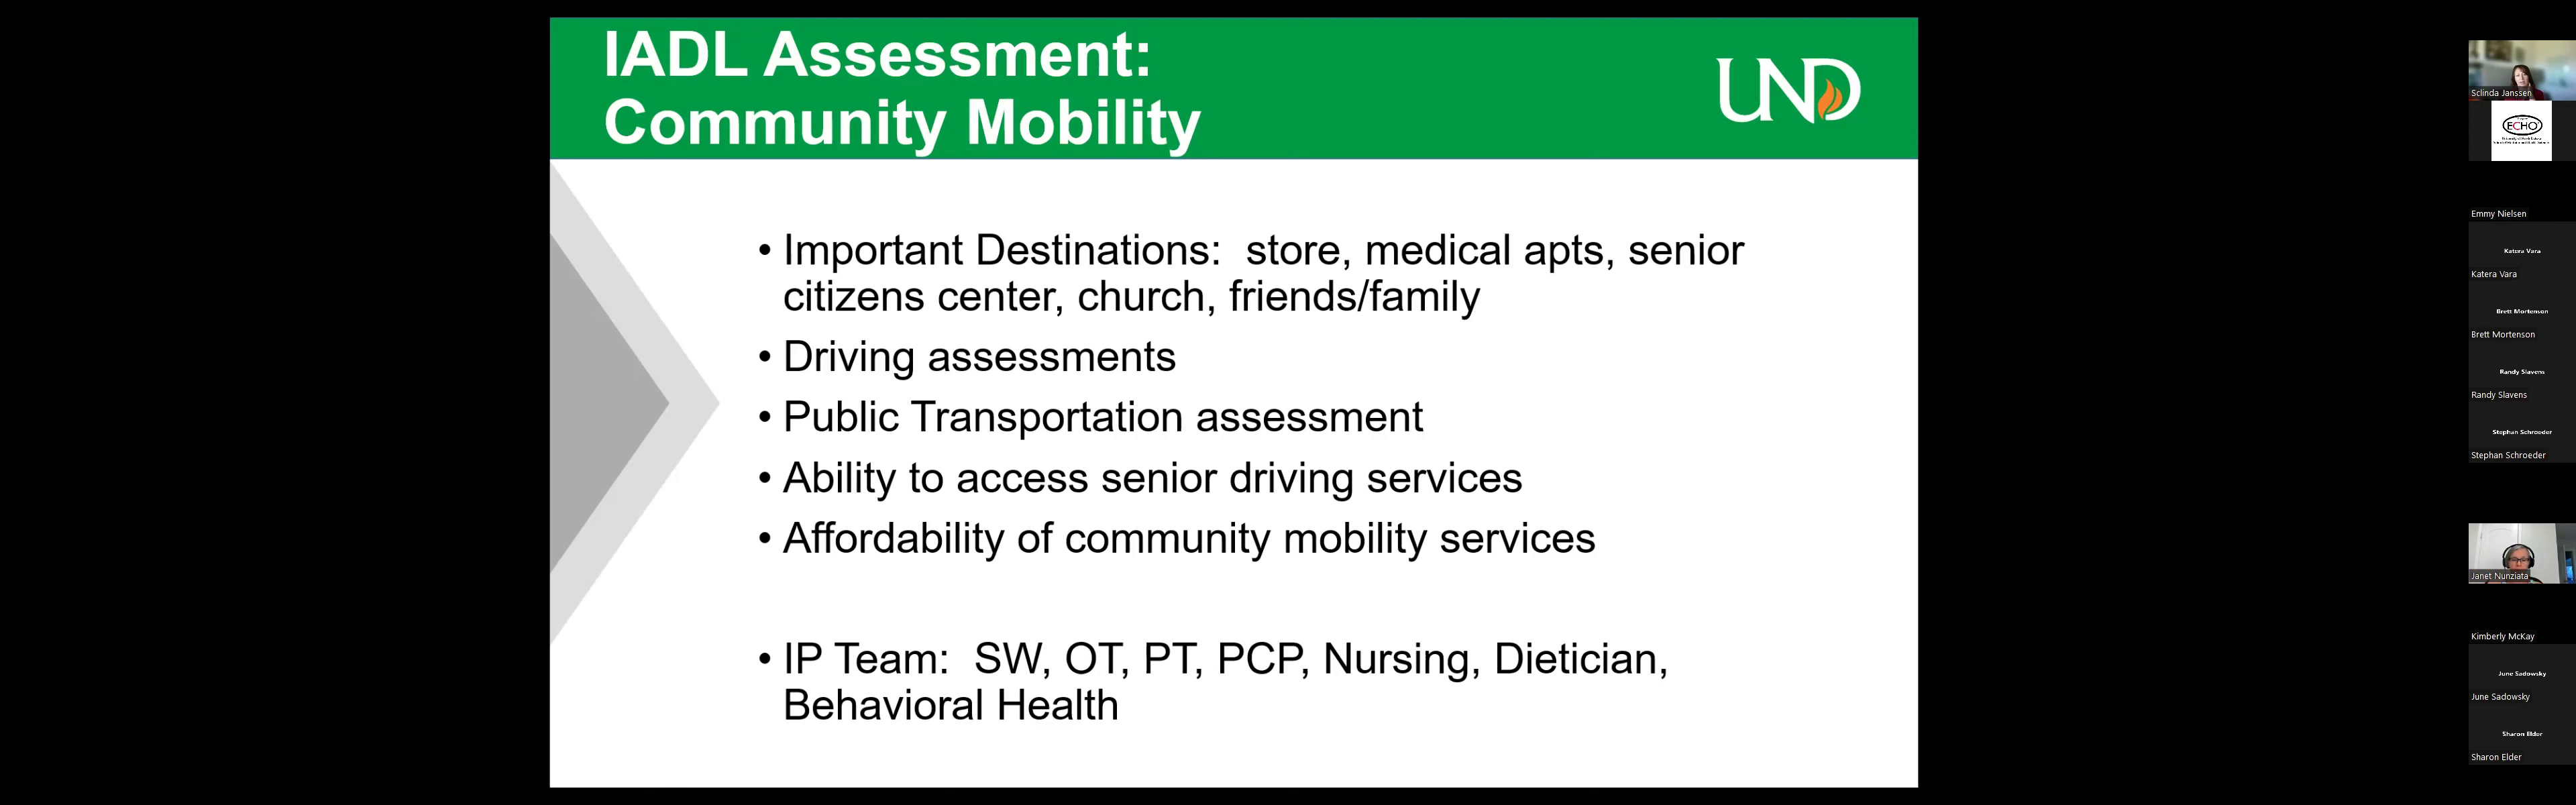 IADL Assessment:
Community Mobility
UND
• Important Destinations:  store, medical apts, senior
citizens center, church, friends/family
• Driving assessments
• Public Transportation assessment
• Ability to access senior driving services
• Affordability of community mobility services
• IP Team:  SW, OT, PT, PCP, Nursing, Dietician,
Behavioral Health
Sclinda Janssen
ECHO
Emmy Nielsen
Katera Vara
Katera Vara
Brett Mortenson
Brett Mortenson
Randy Slavens
Randy Slavens
Stephan Schroeder
Stephan Schroeder
Janet Nunziata
Kimberly McKay
June Sadowsky
June Sadowsky
Sharon Elder
Sharon Elder